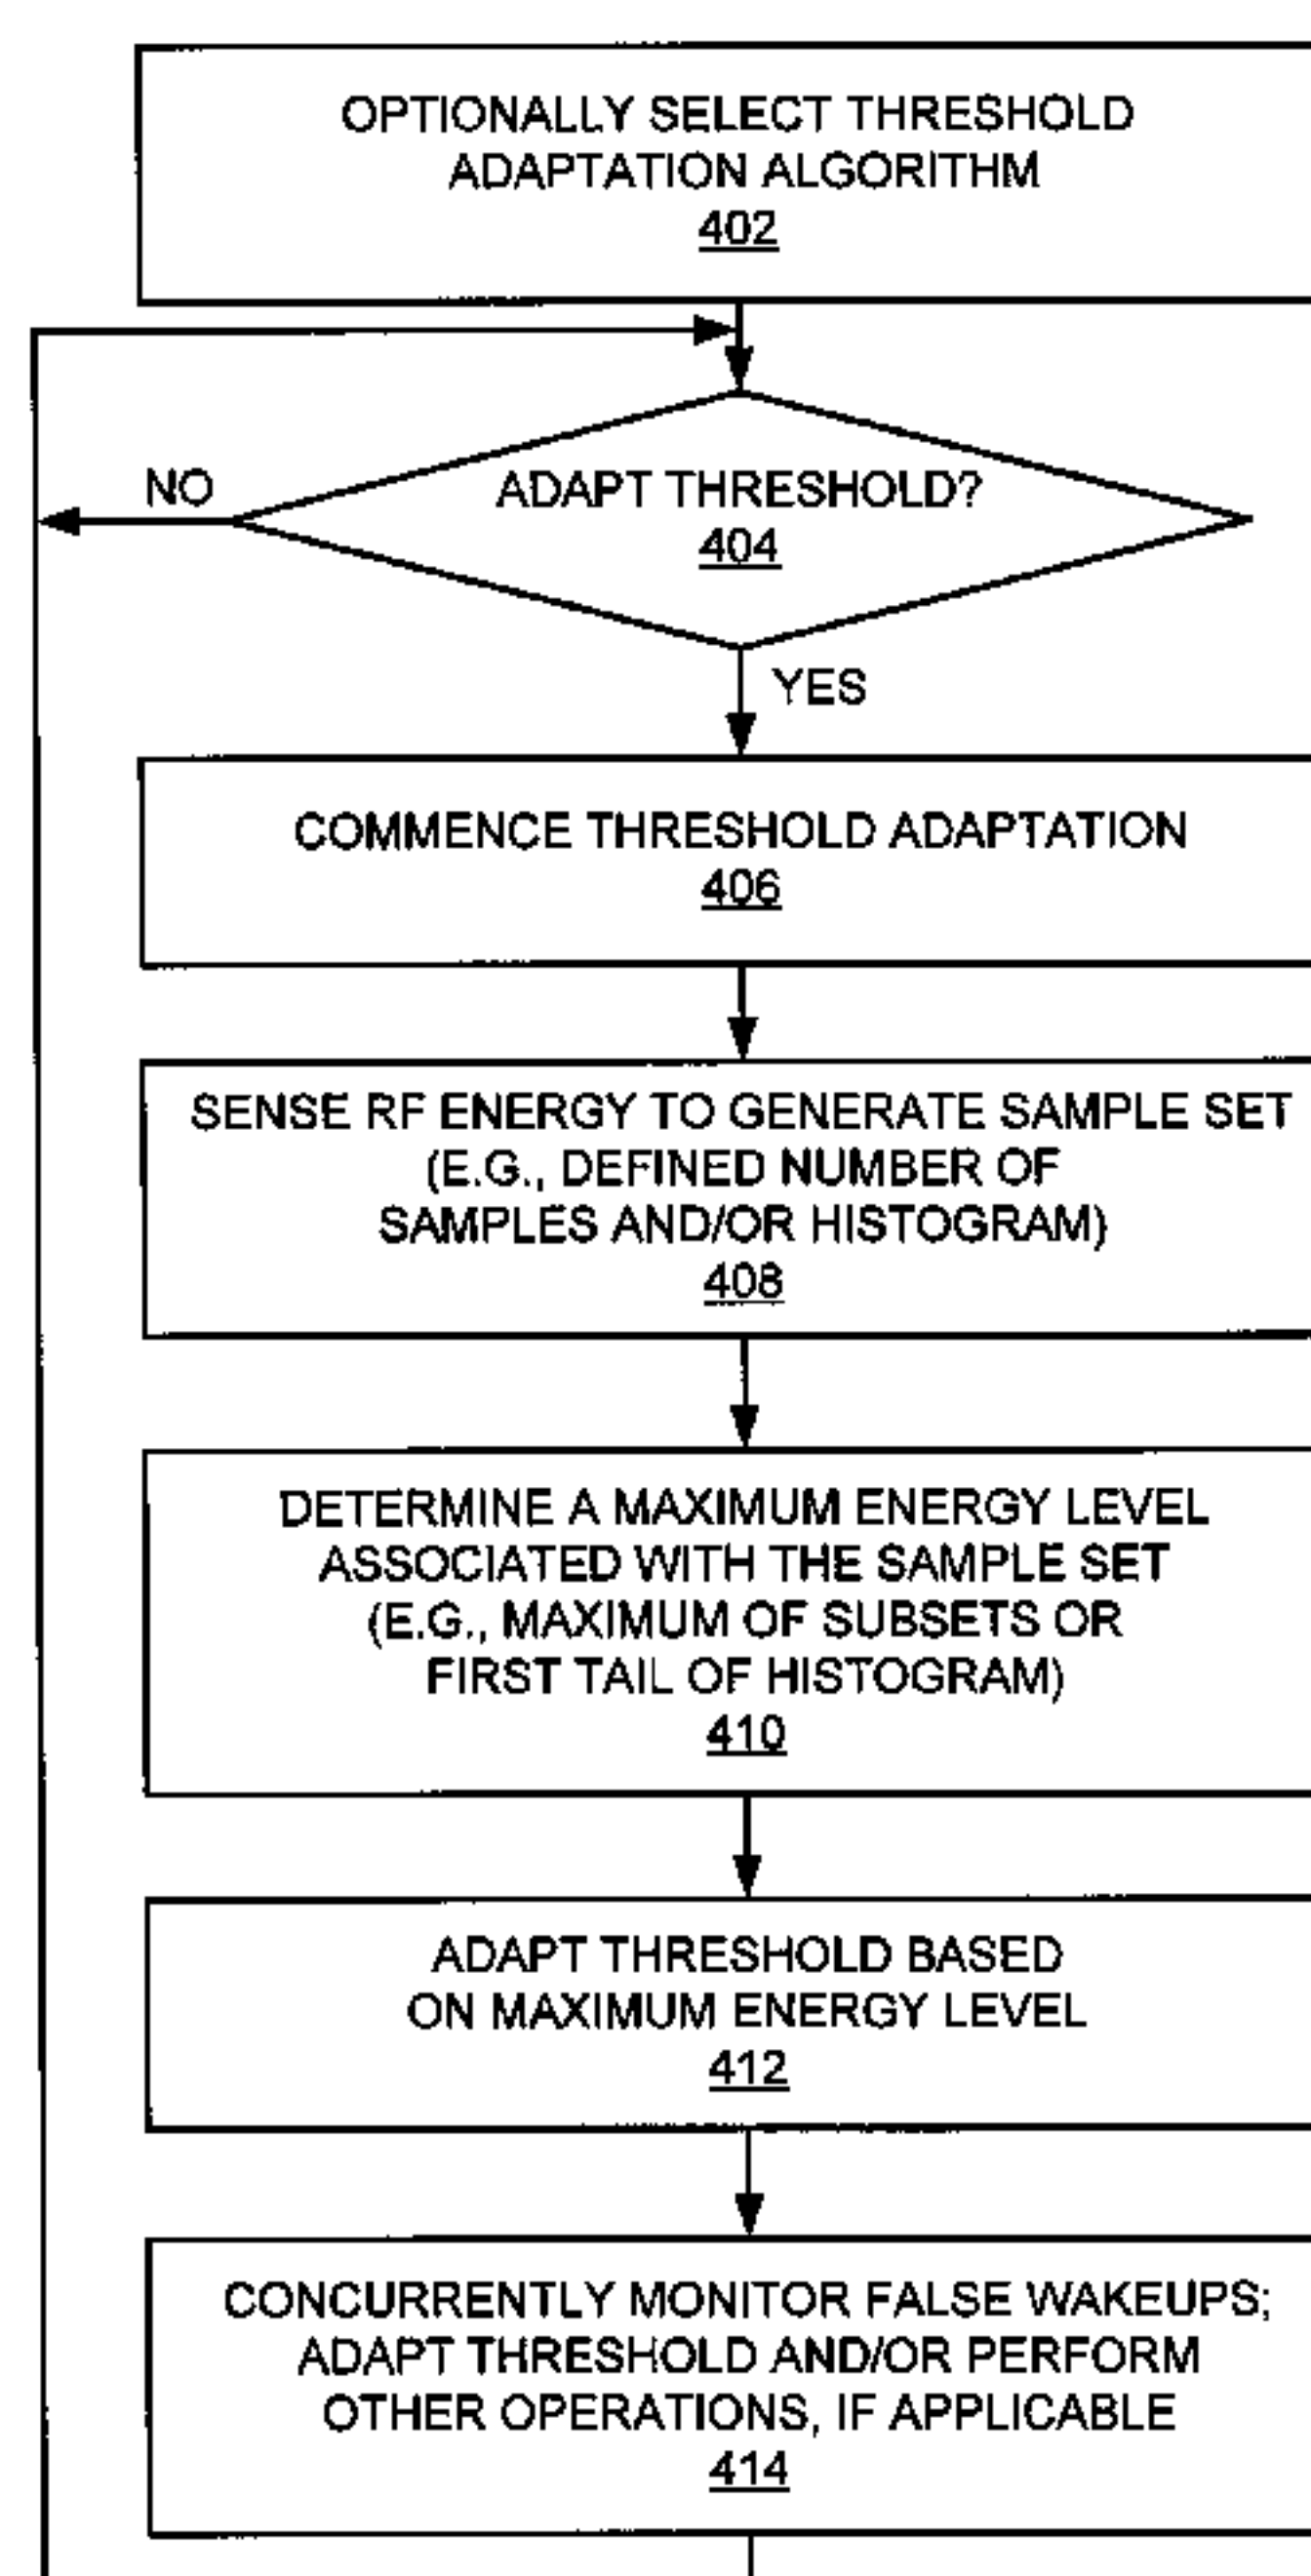 OPTIONALLY SELECT THRESHOLD
ADAPTATION ALGORITHM
402
NO
ADAPT THRESHOLD?
404
YES
COMMENCE THRESHOLD ADAPTATION
406
SENSE RF ENERGY TO GENERATE SAMPLE SET
(E.G., DEFINED NUMBER OF
SAMPLES AND/OR HISTOGRAM)
408
DETERMINE A MAXIMUM ENERGY LEVEL
ASSOCIATED WITH THE SAMPLE SET
(E.G., MAXIMUM OF SUBSETS OR
FIRST TAIL OF HISTOGRAM)
410
ADAPT THRESHOLD BASED
ON MAXIMUM ENERGY LEVEL
412
CONCURRENTLY MONITOR FALSE WAKEUPS;
ADAPT THRESHOLD AND/OR PERFORM
OTHER OPERATIONS, IF APPLICABLE
414